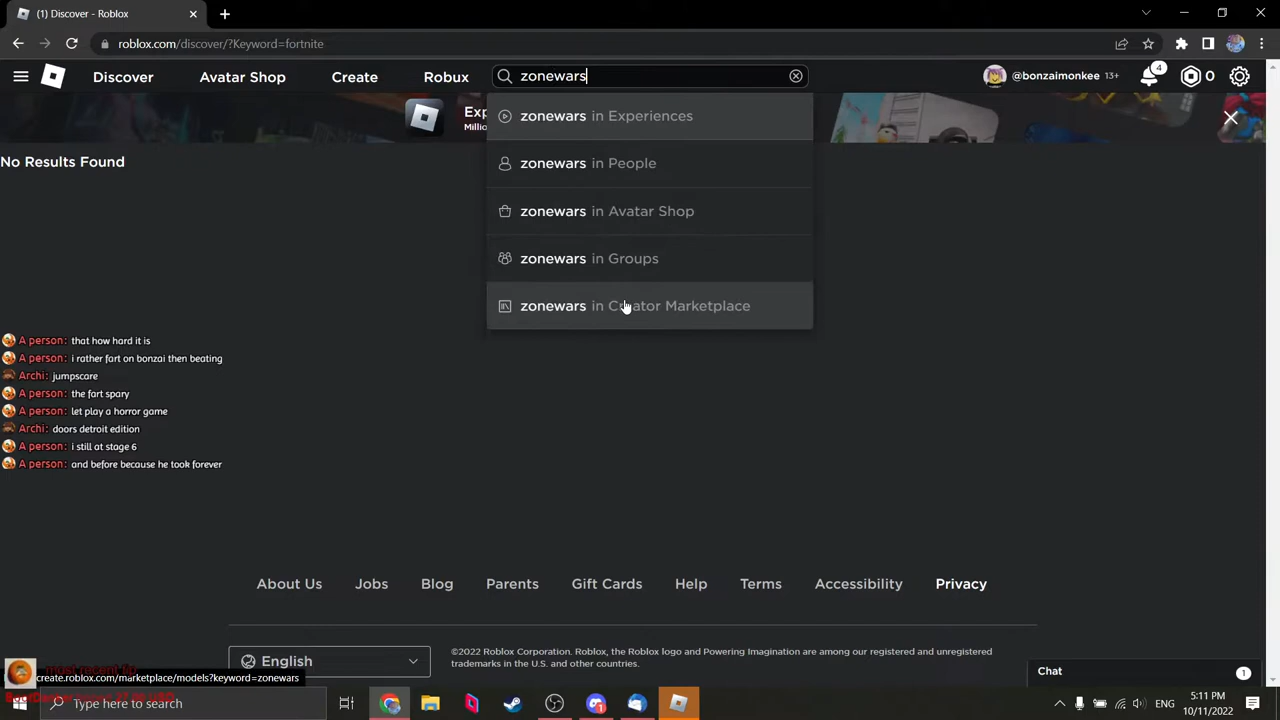 (1) Discover - Roblox
roblox.com/discover/?Keyword=fortnite
Discover
Avatar Shop
Create
Robux
zonewars
@bonzaimonkee 13+
4
0
zonewars in Experiences
zonewars in People
zonewars in Avatar Shop
zonewars in Groups
zonewars in Creator Marketplace
Exp
Million
No Results Found
A person: that how hard it is
A person: i rather fart on bonzai then beating
Archi: jumpscare
A person: the fart spary
A person: let play a horror game
Archi: doors detroit edition
A person: i still at stage 6
A person: and before because he took forever
About Us
Jobs
Blog
Parents
Gift Cards
Help
Terms
Accessibility
Privacy
English
©2022 Roblox Corporation. Roblox, the Roblox logo and Powering Imagination are among our registered and unregistered
trademarks in the U.S. and other countries.
Chat
1
create.roblox.com/marketplace/models?keyword=zonewars
Type here to search
ENG
5:11 PM
10/11/2022